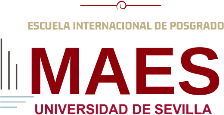 ESCUELA INTERNACIONAL DE POSGRADO
MAES
UNIVERSIDAD DE SEVILLA